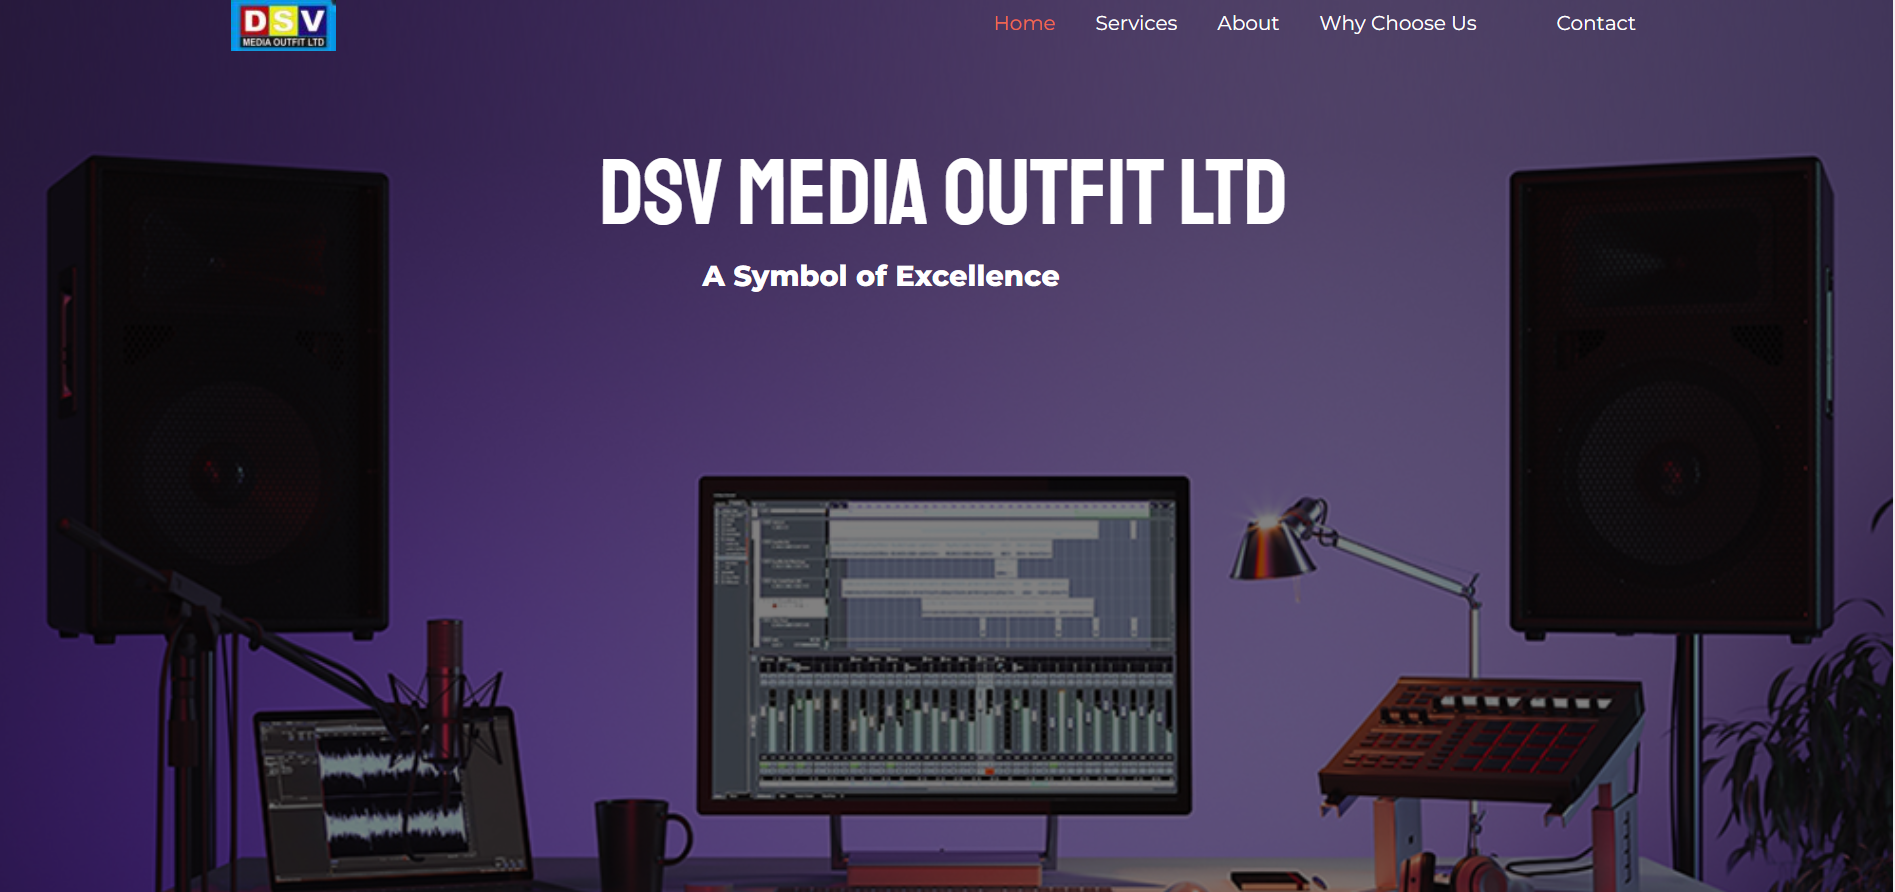 DSV
MEDIA OUTFIT LTD
Home Services About Why Choose Us Contact
DSV MEDIA OUTFIT LTD
A Symbol of Excellence